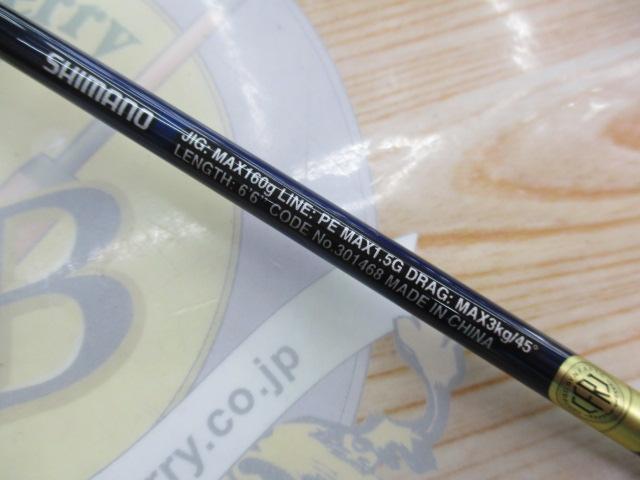 SHIMANO
JIG: MAX160g LINE: PE MAX1.5G DRAG: MAX3kg/45°
LENGTH: 6'6" CODE No.301468 MADE IN CHINA
erry
B
rry.co.jp